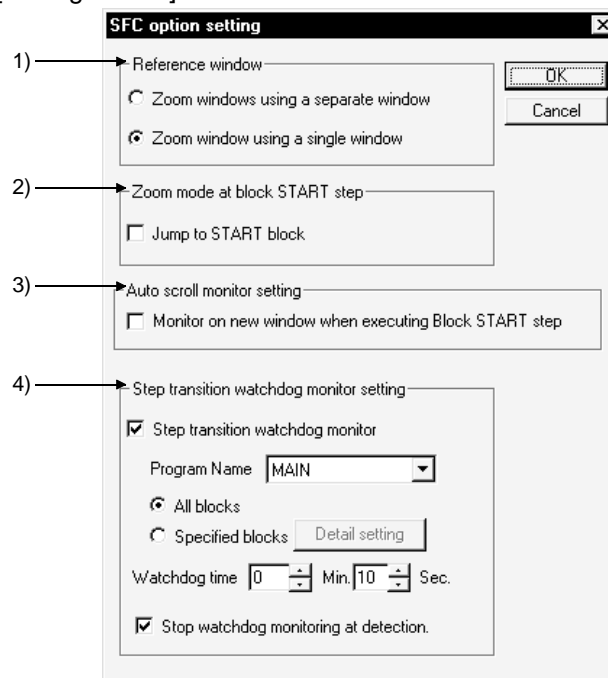 SFC option setting
1)
Reference window
OK
Zoom windows using a separate window
Cancel
Zoom window using a single window
2)
Zoom mode at block START step
Jump to START block
3)
Auto scroll monitor setting
Monitor on new window when executing Block START step
4)
Step transition watchdog monitor setting
Step transition watchdog monitor
Program Name MAIN
All blocks
Specified blocks Detail setting
Watchdog time 0 Min. 10 Sec.
Stop watchdog monitoring at detection.